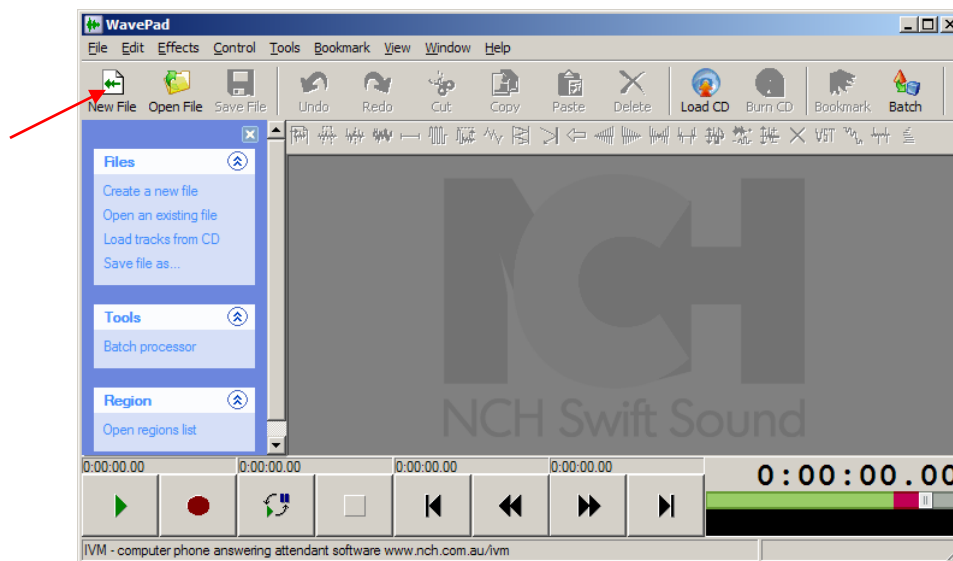 WavePad
File Edit Effects Control Tools Bookmark View Window Help
New File Open File Save File Undo Redo Cut Copy Paste Delete Load CD Burn CD Bookmark Batch
VST
Files
Create a new file
Open an existing file
Load tracks from CD
Save file as...
Tools
Batch processor
Region
Open regions list
NCH
NCH Swift Sound
0:00:00.00 0:00:00.00 0:00:00.00 0:00:00.00
0:00:00.00
IVM - computer phone answering attendant software www.nch.com.au/ivm